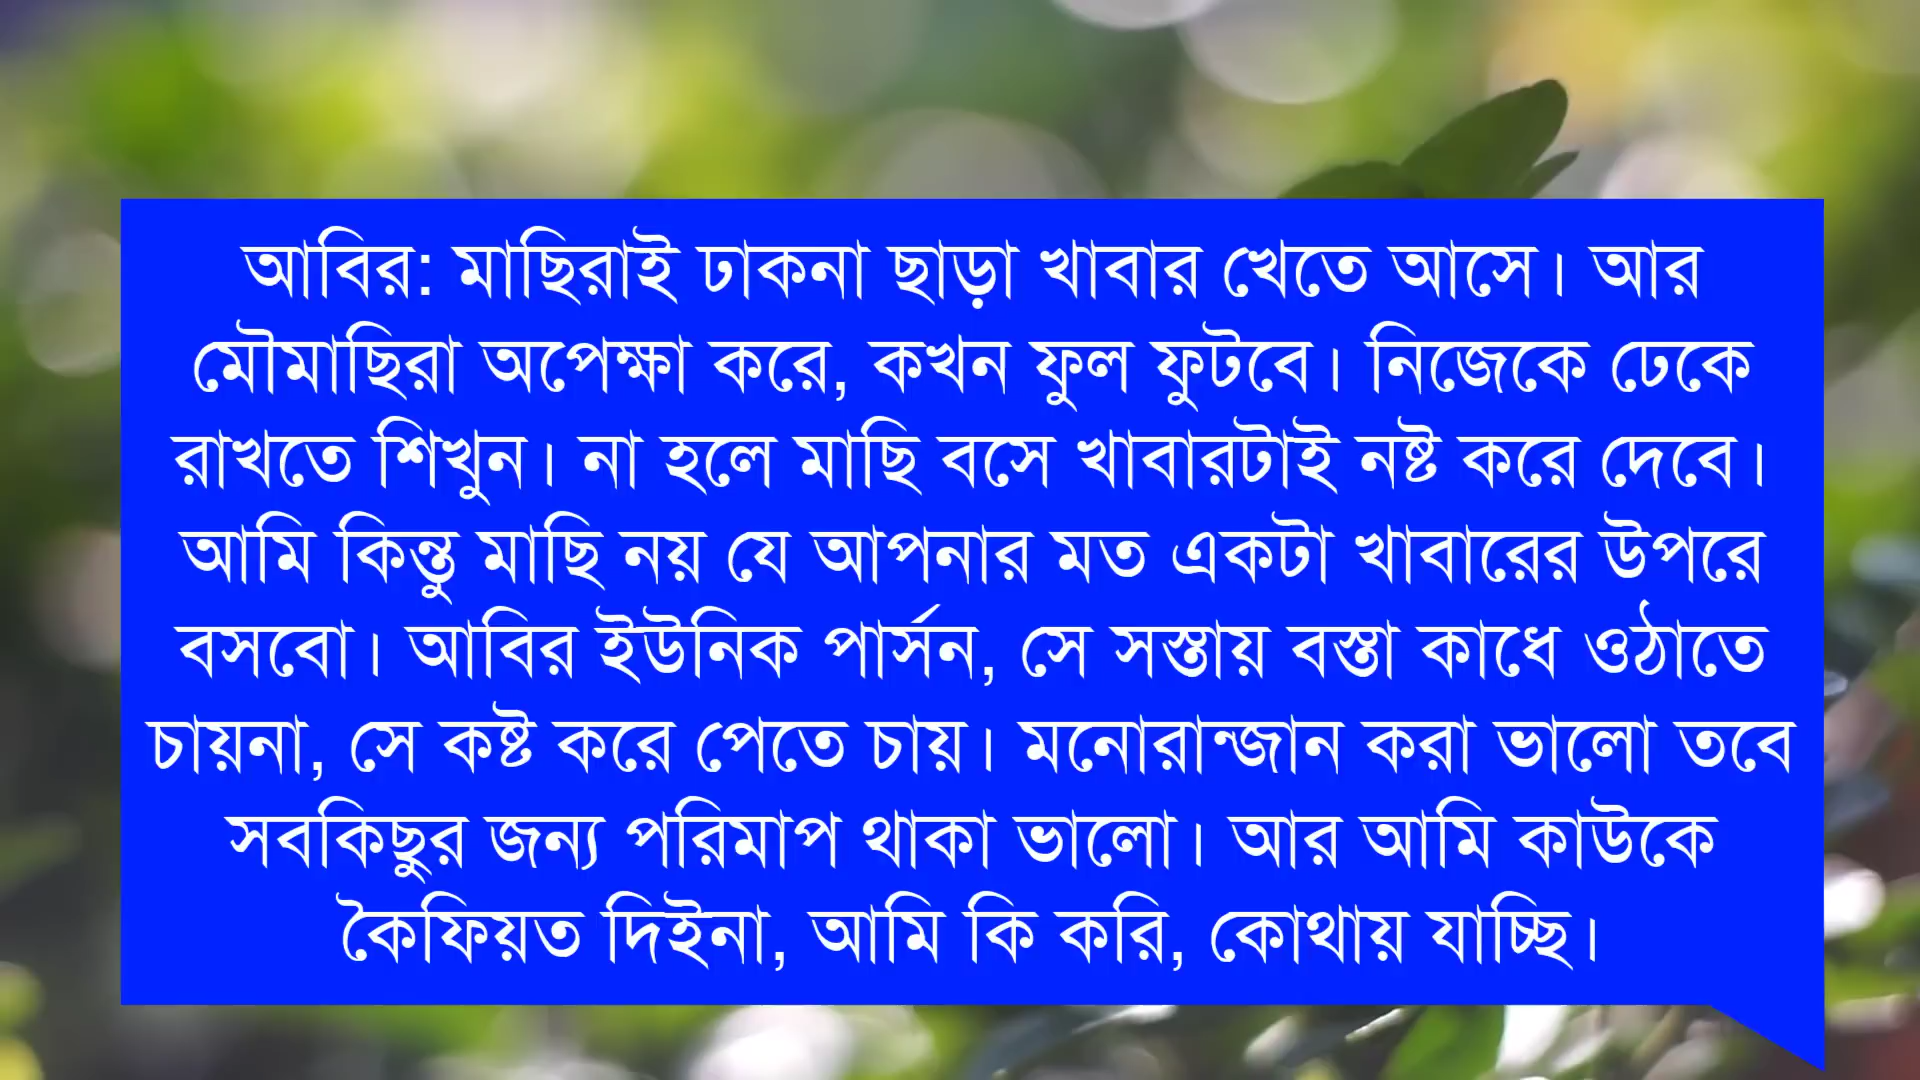 আবির: মাছিরাই ঢাকনা ছাড়া খাবার খেতে আসে। আর
মৌমাছিরা অপেক্ষা করে, কখন ফুল ফুটবে। নিজেকে ঢেকে
রাখতে শিখুন। না হলে মাছি বসে খাবারটাই নষ্ট করে দেবে।
আমি কিন্তু মাছি নয় যে আপনার মত একটা খাবারের উপরে
বসবো। আবির ইউনিক পার্সন, সে সস্তায় বস্তা কাধে ওঠাতে
চায়না, সে কষ্ট করে পেতে চায়। মনোরান্জান করা ভালো তবে
সবকিছুর জন্য পরিমাপ থাকা ভালো। আর আমি কাউকে
কৈফিয়ত দিইনা, আমি কি করি, কোথায় যাচ্ছি।